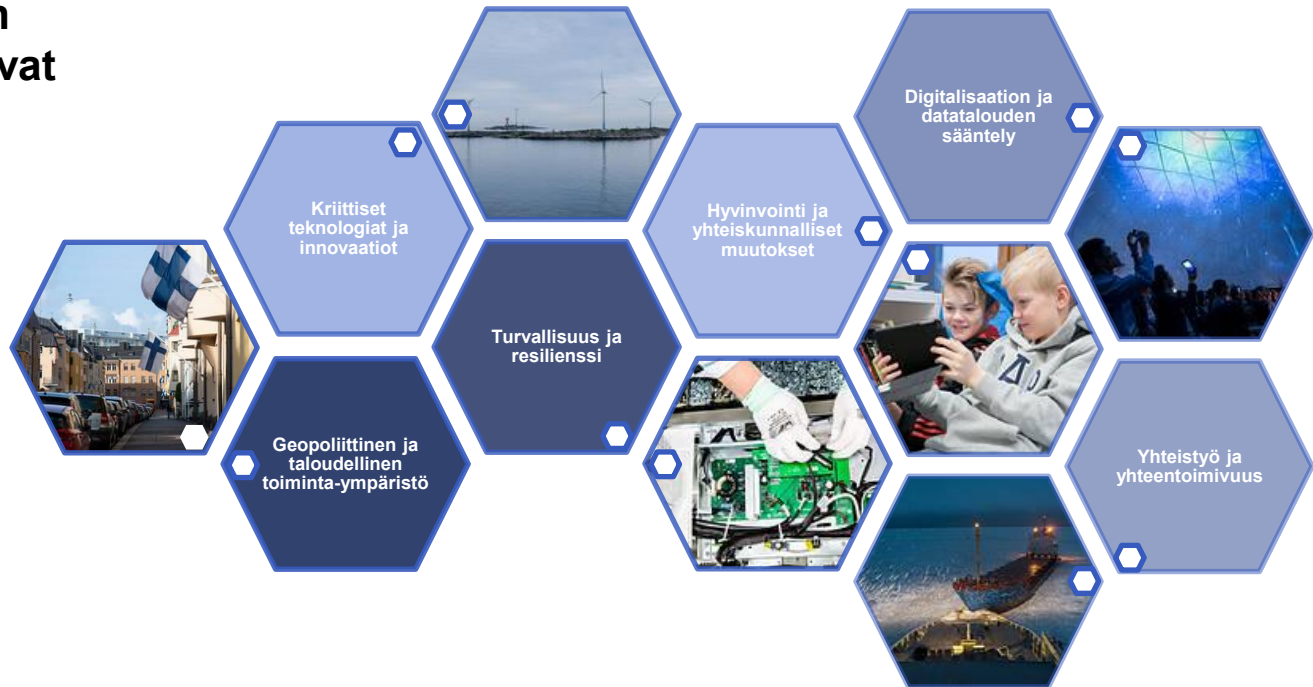 vat
Digitalisaation ja
datatalouden
sääntely
Kriittiset
teknologiat ja
innovaatiot
Hyvinvointi ja
yhteiskunnalliset
muutokset
Turvallisuus ja
resilienssi
Geopoliittinen ja
taloudellinen
toiminta-ympäristö
Yhteistyö ja
yhteentoimivuus